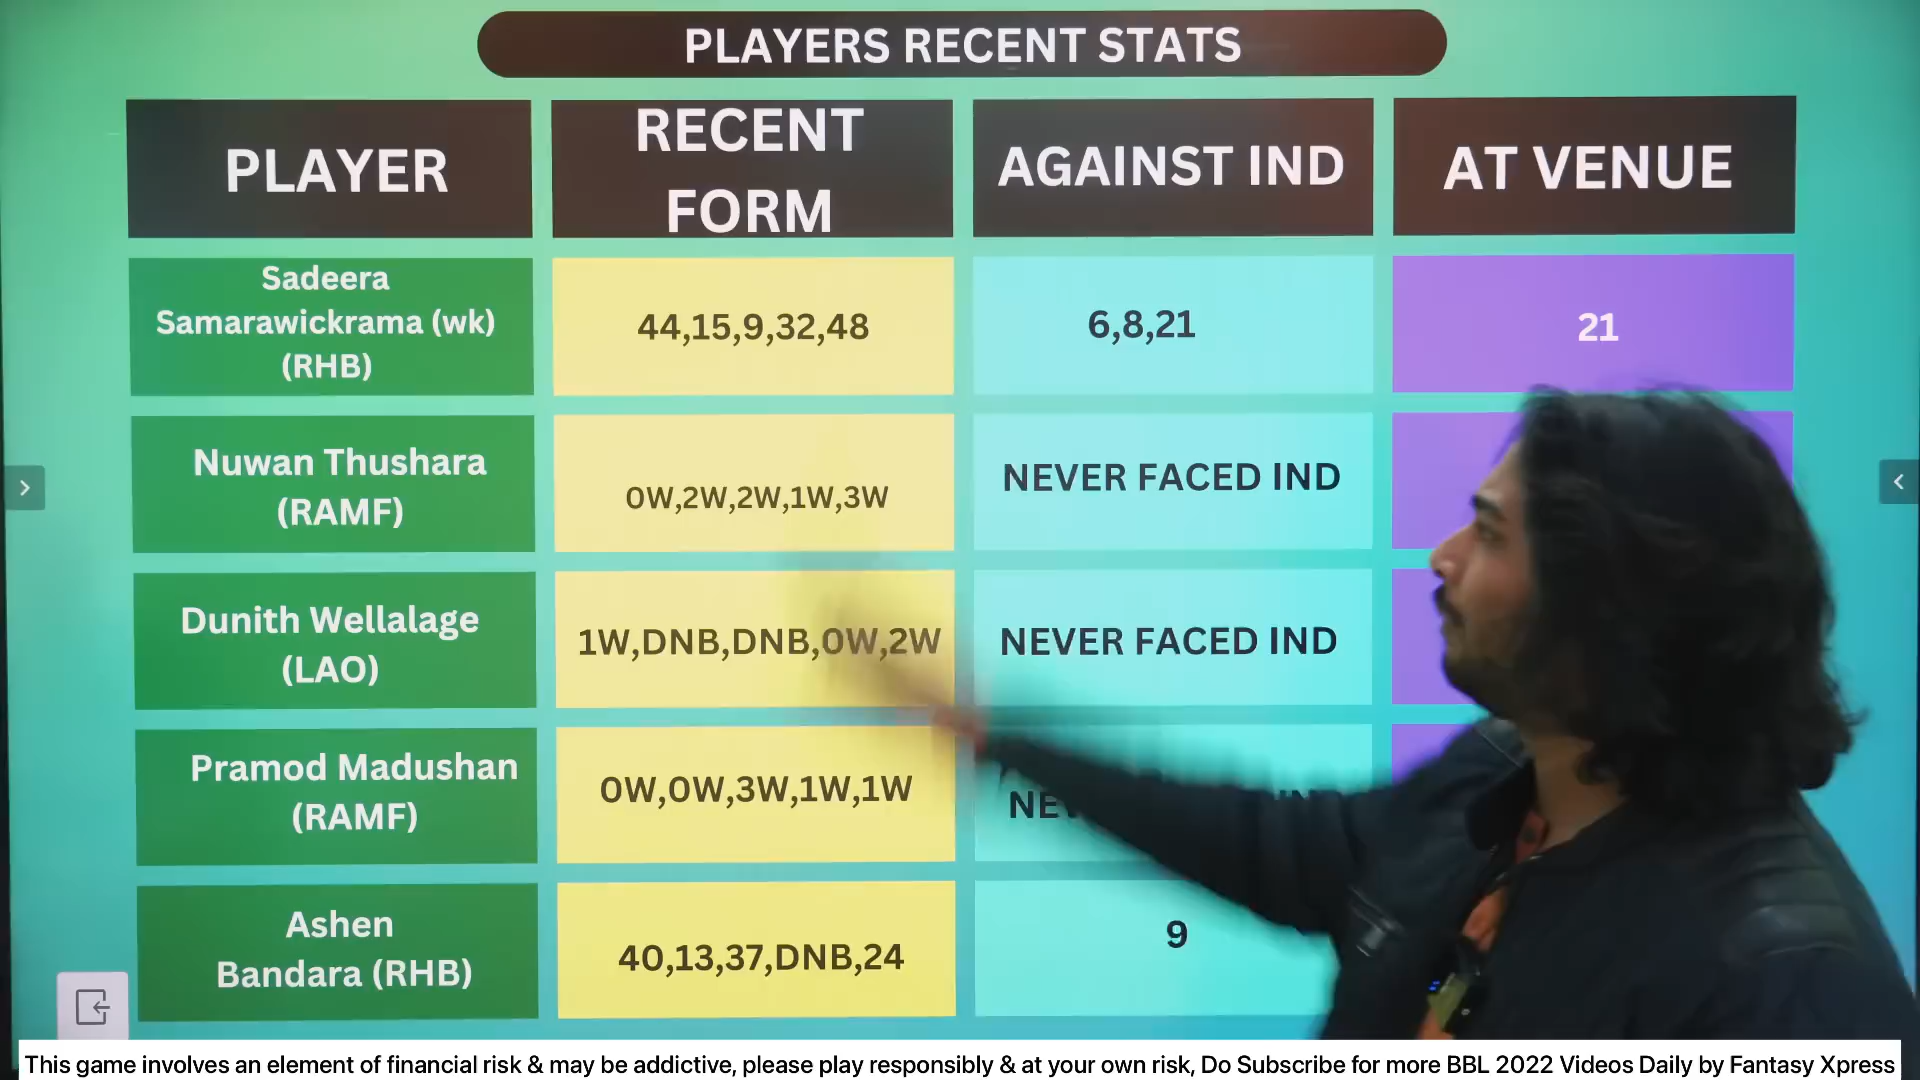 PLAYERS RECENT STATS
PLAYER
RECENT
FORM
AGAINST IND
AT VENUE
Sadeera
Samarawickrama (wk)
(RHB)
44,15,9,32,48
6,8,21
21
Nuwan Thushara
(RAMF)
0W,2W,2W,1W,3W
NEVER FACED IND
Dunith Wellalage
(LAO)
1W,DNB,DNB,0W,2W
NEVER FACED IND
Pramod Madushan
(RAMF)
0W,0W,3W,1W,1W
Ashen
Bandara (RHB)
40,13,37,DNB,24
9
This game involves an element of financial risk & may be addictive, please play responsibly & at your own risk, Do Subscribe for more BBL 2022 Videos Daily by Fantasy Xpress